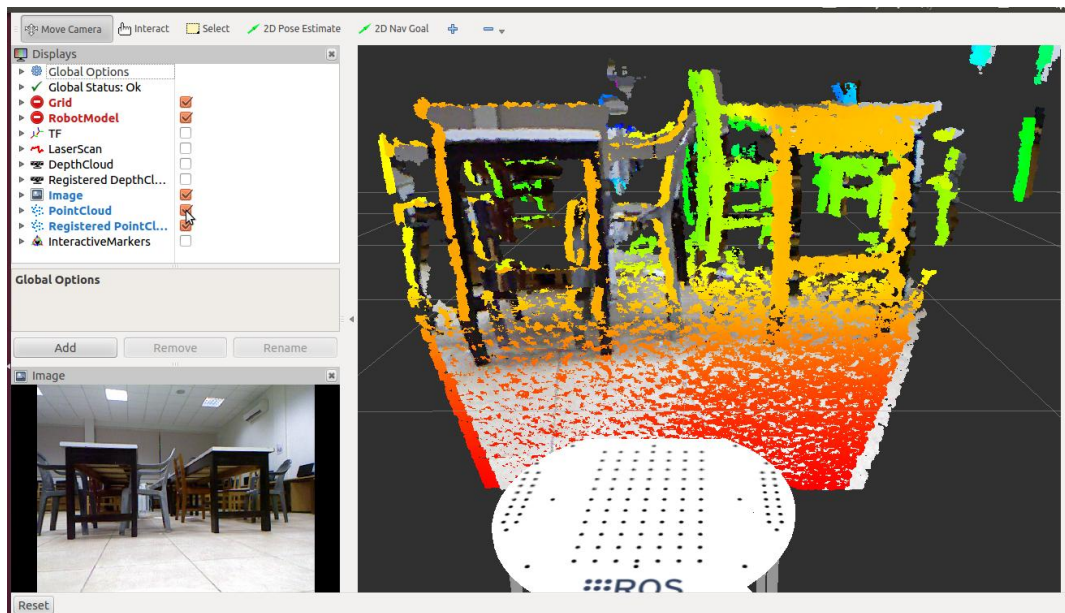 Move Camera Interact Select 2D Pose Estimate 2D Nav Goal
Displays
Global Options
Global Status: Ok
Grid
RobotModel
TF
LaserScan
DepthCloud
Registered DepthCl...
Image
PointCloud
Registered PointCl...
InteractiveMarkers
Global Options
Add Remove Rename
Image
ROS
Reset